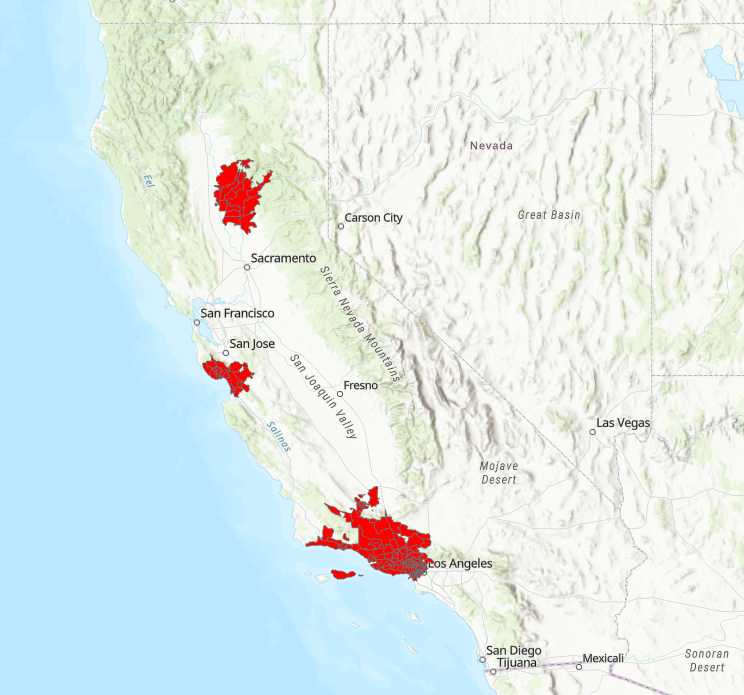 Eel
Nevada
Great Basin
Carson City
Sacramento
Sierra Nevada Mountains
San Francisco
San Jose
San Joaquin Valley
Fresno
Las Vegas
Salinas
Mojave
Desert
Los Angeles
San Diego
Tijuana
Mexicali
Sonoran
Desert